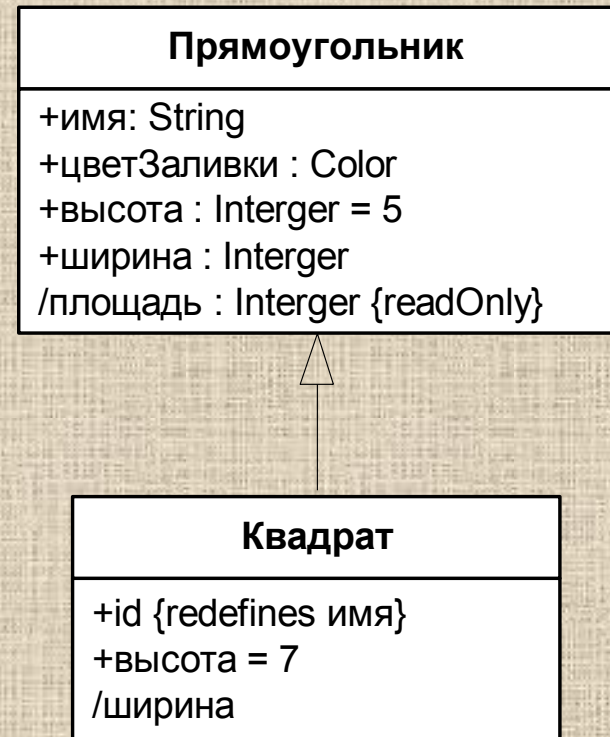 Прямоугольник
+имя: String
+цветЗаливки : Color
+высота : Interger = 5
+ширина : Interger
/площадь : Interger {readOnly}
Квадрат
+id {redefines имя}
+высота = 7
/ширина